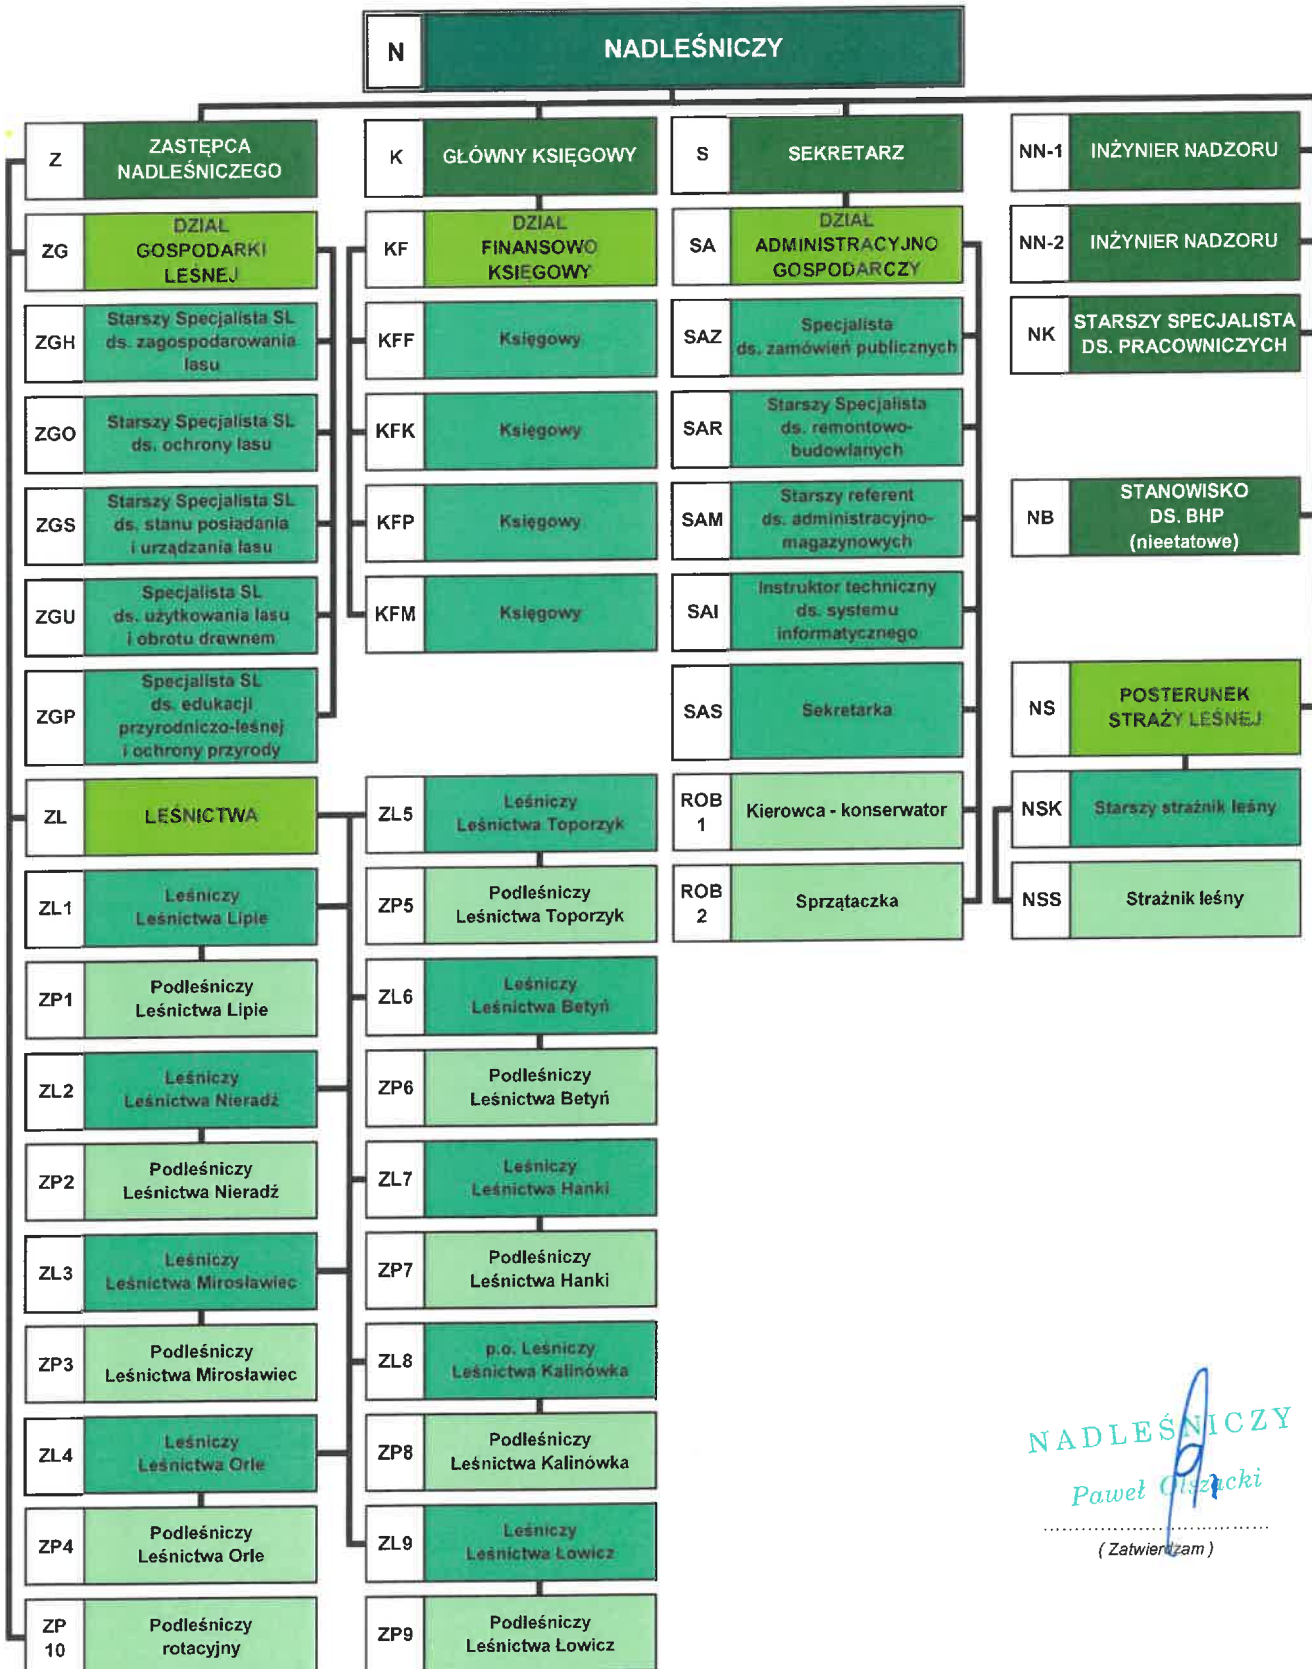 N
NADLEŚNICZY
Z
ZASTĘPCA
NADLEŚNICZEGO
K
GŁÓWNY KSIĘGOWY
S
SEKRETARZ
NN-1
INŻYNIER NADZORU
ZG
DZIAŁ
GOSPODARKI
LEŚNEJ
KF
DZIAŁ
FINANSOWO
KSIĘGOWY
SA
DZIAŁ
ADMINISTRACYJNO
GOSPODARCZY
NN-2
INŻYNIER NADZORU
ZGH
Starszy Specjalista SL
ds. zagospodarowania
lasu
KFF
Księgowy
SAZ
Specjalista
ds. zamówień publicznych
NK
STARSZY SPECJALISTA
DS. PRACOWNICZYCH
ZGO
Starszy Specjalista SL
ds. ochrony lasu
KFK
Księgowy
SAR
Starszy Specjalista
ds. remontowo-
budowlanych
ZGS
Starszy Specjalista SL
ds. stanu posiadania
i urządzania lasu
KFP
Księgowy
SAM
Starszy referent
ds. administracyjno-
magazynowych
NB
STANOWISKO
DS. BHP
(nieetatowe)
ZGU
Specjalista SL
ds. użytkowania lasu
i obrotu drewnem
KFM
Księgowy
SAI
Instruktor techniczny
ds. systemu
informatycznego
ZGP
Specjalista SL
ds. edukacji
przyrodniczo-leśnej
i ochrony przyrody
SAS
Sekretarka
NS
POSTERUNEK
STRAŻY LEŚNEJ
ZL
LEŚNICTWA
ZL5
Leśniczy
Leśnictwa Toporzyk
ROB
1
Kierowca - konserwator
NSK
Starszy strażnik leśny
ZL1
Leśniczy
Leśnictwa Lipie
ZP5
Podleśniczy
Leśnictwa Toporzyk
ROB
2
Sprzątaczka
NSS
Strażnik leśny
ZP1
Podleśniczy
Leśnictwa Lipie
ZL6
Leśniczy
Leśnictwa Betyń
ZL2
Leśniczy
Leśnictwa Nieradź
ZP6
Podleśniczy
Leśnictwa Betyń
ZP2
Podleśniczy
Leśnictwa Nieradź
ZL7
Leśniczy
Leśnictwa Hanki
ZL3
Leśniczy
Leśnictwa Mirosławiec
ZP7
Podleśniczy
Leśnictwa Hanki
ZP3
Podleśniczy
Leśnictwa Mirosławiec
ZL8
p.o. Leśniczy
Leśnictwa Kalinówka
ZL4
Leśniczy
Leśnictwa Orle
ZP8
Podleśniczy
Leśnictwa Kalinówka
ZP4
Podleśniczy
Leśnictwa Orle
ZL9
Leśniczy
Leśnictwa Łowicz
ZP
10
Podleśniczy
rotacyjny
ZP9
Podleśniczy
Leśnictwa Łowicz
NADLEŚNICZY
Paweł Olszacki
( Zatwierdzam )